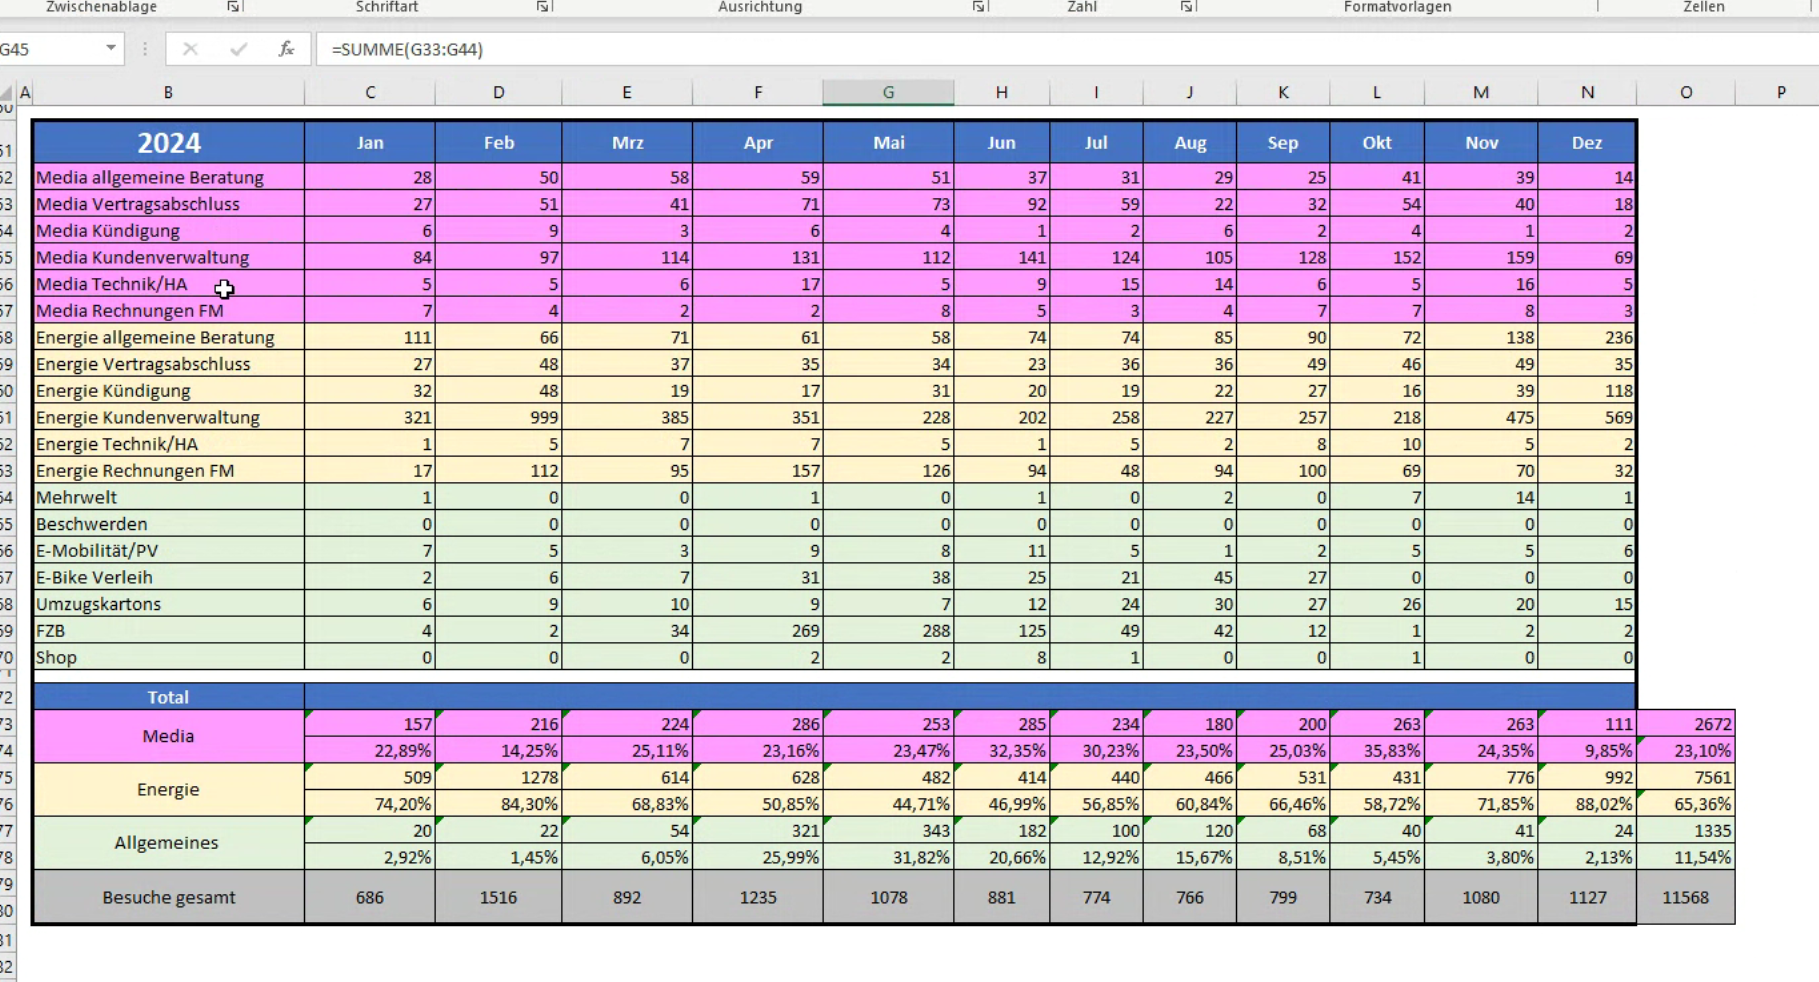 Zwischenablage Schriftart Ausrichtung Zahl Formatvorlagen Zellen
G45 fx =SUMME(G33:G44)
A B C D E F G H I J K L M N O P
2024 Jan Feb Mrz Apr Mai Jun Jul Aug Sep Okt Nov Dez
Media allgemeine Beratung 28 50 58 59 51 37 31 29 25 41 39 14
Media Vertragsabschluss 27 51 41 71 73 92 59 22 32 54 40 18
Media Kündigung 6 9 3 6 4 1 2 6 2 4 1 2
Media Kundenverwaltung 84 97 114 131 112 141 124 105 128 152 159 69
Media Technik/HA 5 5 6 17 5 9 15 14 6 5 16 5
Media Rechnungen FM 7 4 2 2 8 5 3 4 7 7 8 3
Energie allgemeine Beratung 111 66 71 61 58 74 74 85 90 72 138 236
Energie Vertragsabschluss 27 48 37 35 34 23 36 36 49 46 49 35
Energie Kündigung 32 48 19 17 31 20 19 22 27 16 39 118
Energie Kundenverwaltung 321 999 385 351 228 202 258 227 257 218 475 569
Energie Technik/HA 1 5 7 7 5 1 5 2 8 10 5 2
Energie Rechnungen FM 17 112 95 157 126 94 48 94 100 69 70 32
Mehrwelt 1 0 0 1 0 1 0 2 0 7 14 1
Beschwerden 0 0 0 0 0 0 0 0 0 0 0 0
E-Mobilität/PV 7 5 3 9 8 11 5 1 2 5 5 6
E-Bike Verleih 2 6 7 31 38 25 21 45 27 0 0 0
Umzugskartons 6 9 10 9 7 12 24 30 27 26 20 15
FZB 4 2 34 269 288 125 49 42 12 1 2 2
Shop 0 0 0 2 2 8 1 0 0 1 0 0
Total
Media 157 216 224 286 253 285 234 180 200 263 263 111 2672
22,89% 14,25% 25,11% 23,16% 23,47% 32,35% 30,23% 23,50% 25,03% 35,83% 24,35% 9,85% 23,10%
Energie 509 1278 614 628 482 414 440 466 531 431 776 992 7561
74,20% 84,30% 68,83% 50,85% 44,71% 46,99% 56,85% 60,84% 66,46% 58,72% 71,85% 88,02% 65,36%
Allgemeines 20 22 54 321 343 182 100 120 68 40 41 24 1335
2,92% 1,45% 6,05% 25,99% 31,82% 20,66% 12,92% 15,67% 8,51% 5,45% 3,80% 2,13% 11,54%
Besuche gesamt 686 1516 892 1235 1078 881 774 766 799 734 1080 1127 11568